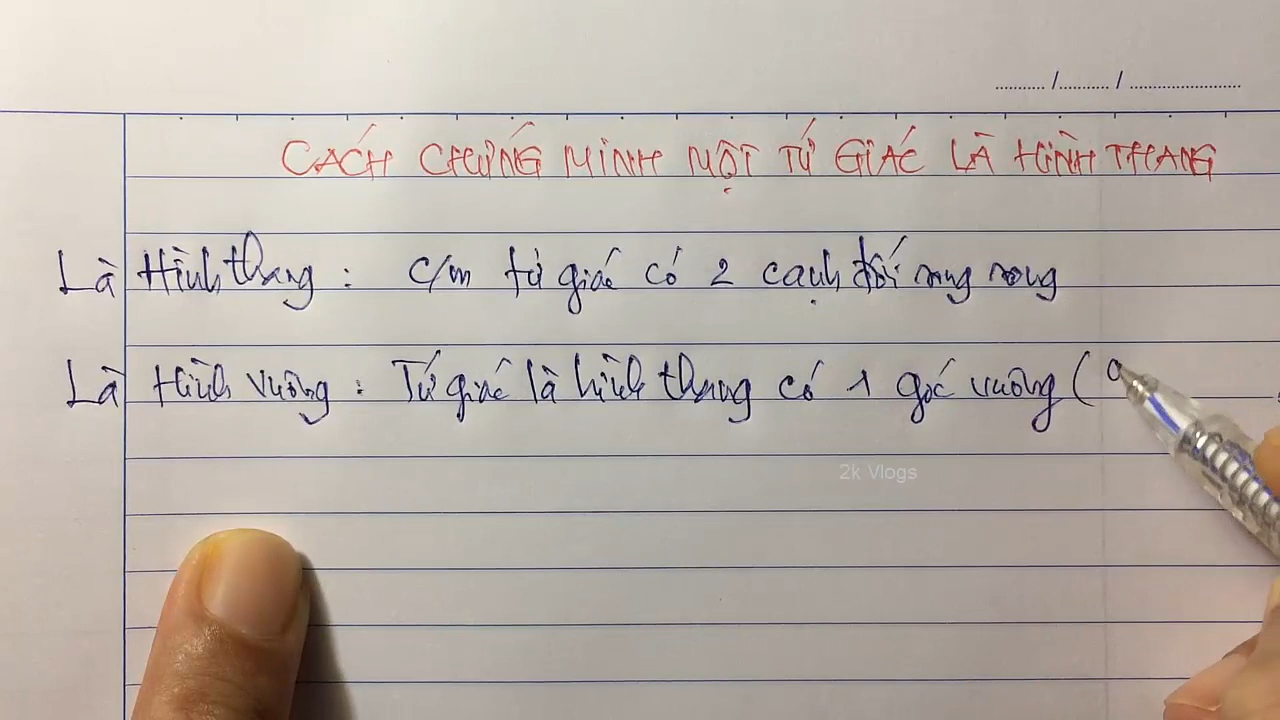 ....... /......... / ....................
CÁCH CHỨNG MINH MỘT TỨ GIÁC LÀ HÌNH THANG
Là Hình thang : c/m tứ giác có 2 cạnh đối song song
Là Hình vuông : Tứ giác là hình thang có 1 góc vuông (
2k Vlogs